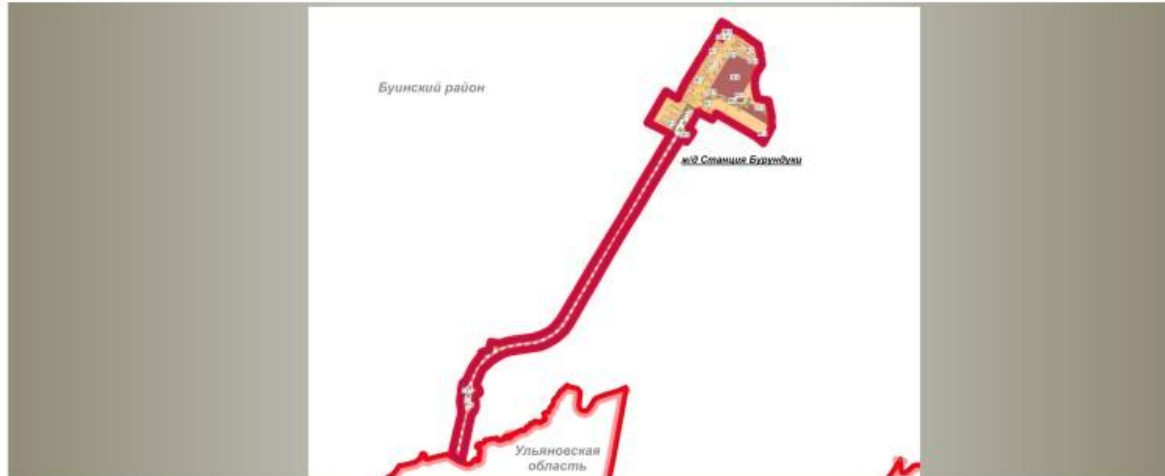 Буинский район
ж/д Станция Бурундуки
Ульяновская
область